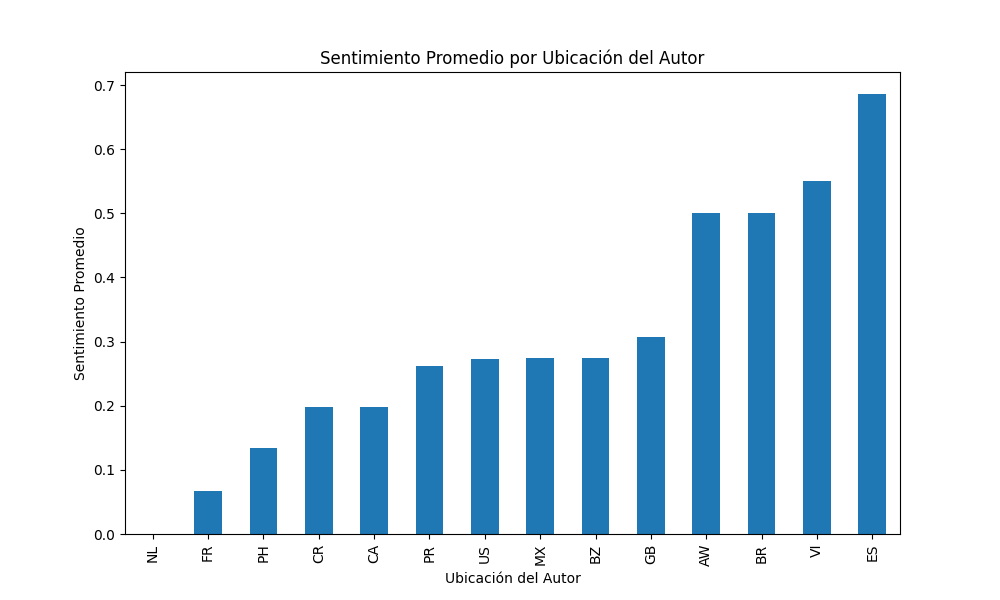 Sentimiento Promedio por Ubicación del Autor
Sentimiento Promedio
0.7
0.6
0.5
0.4
0.3
0.2
0.1
0.0
NL FR PH CR CA PR US MX BZ GB AW BR VI ES
Ubicación del Autor